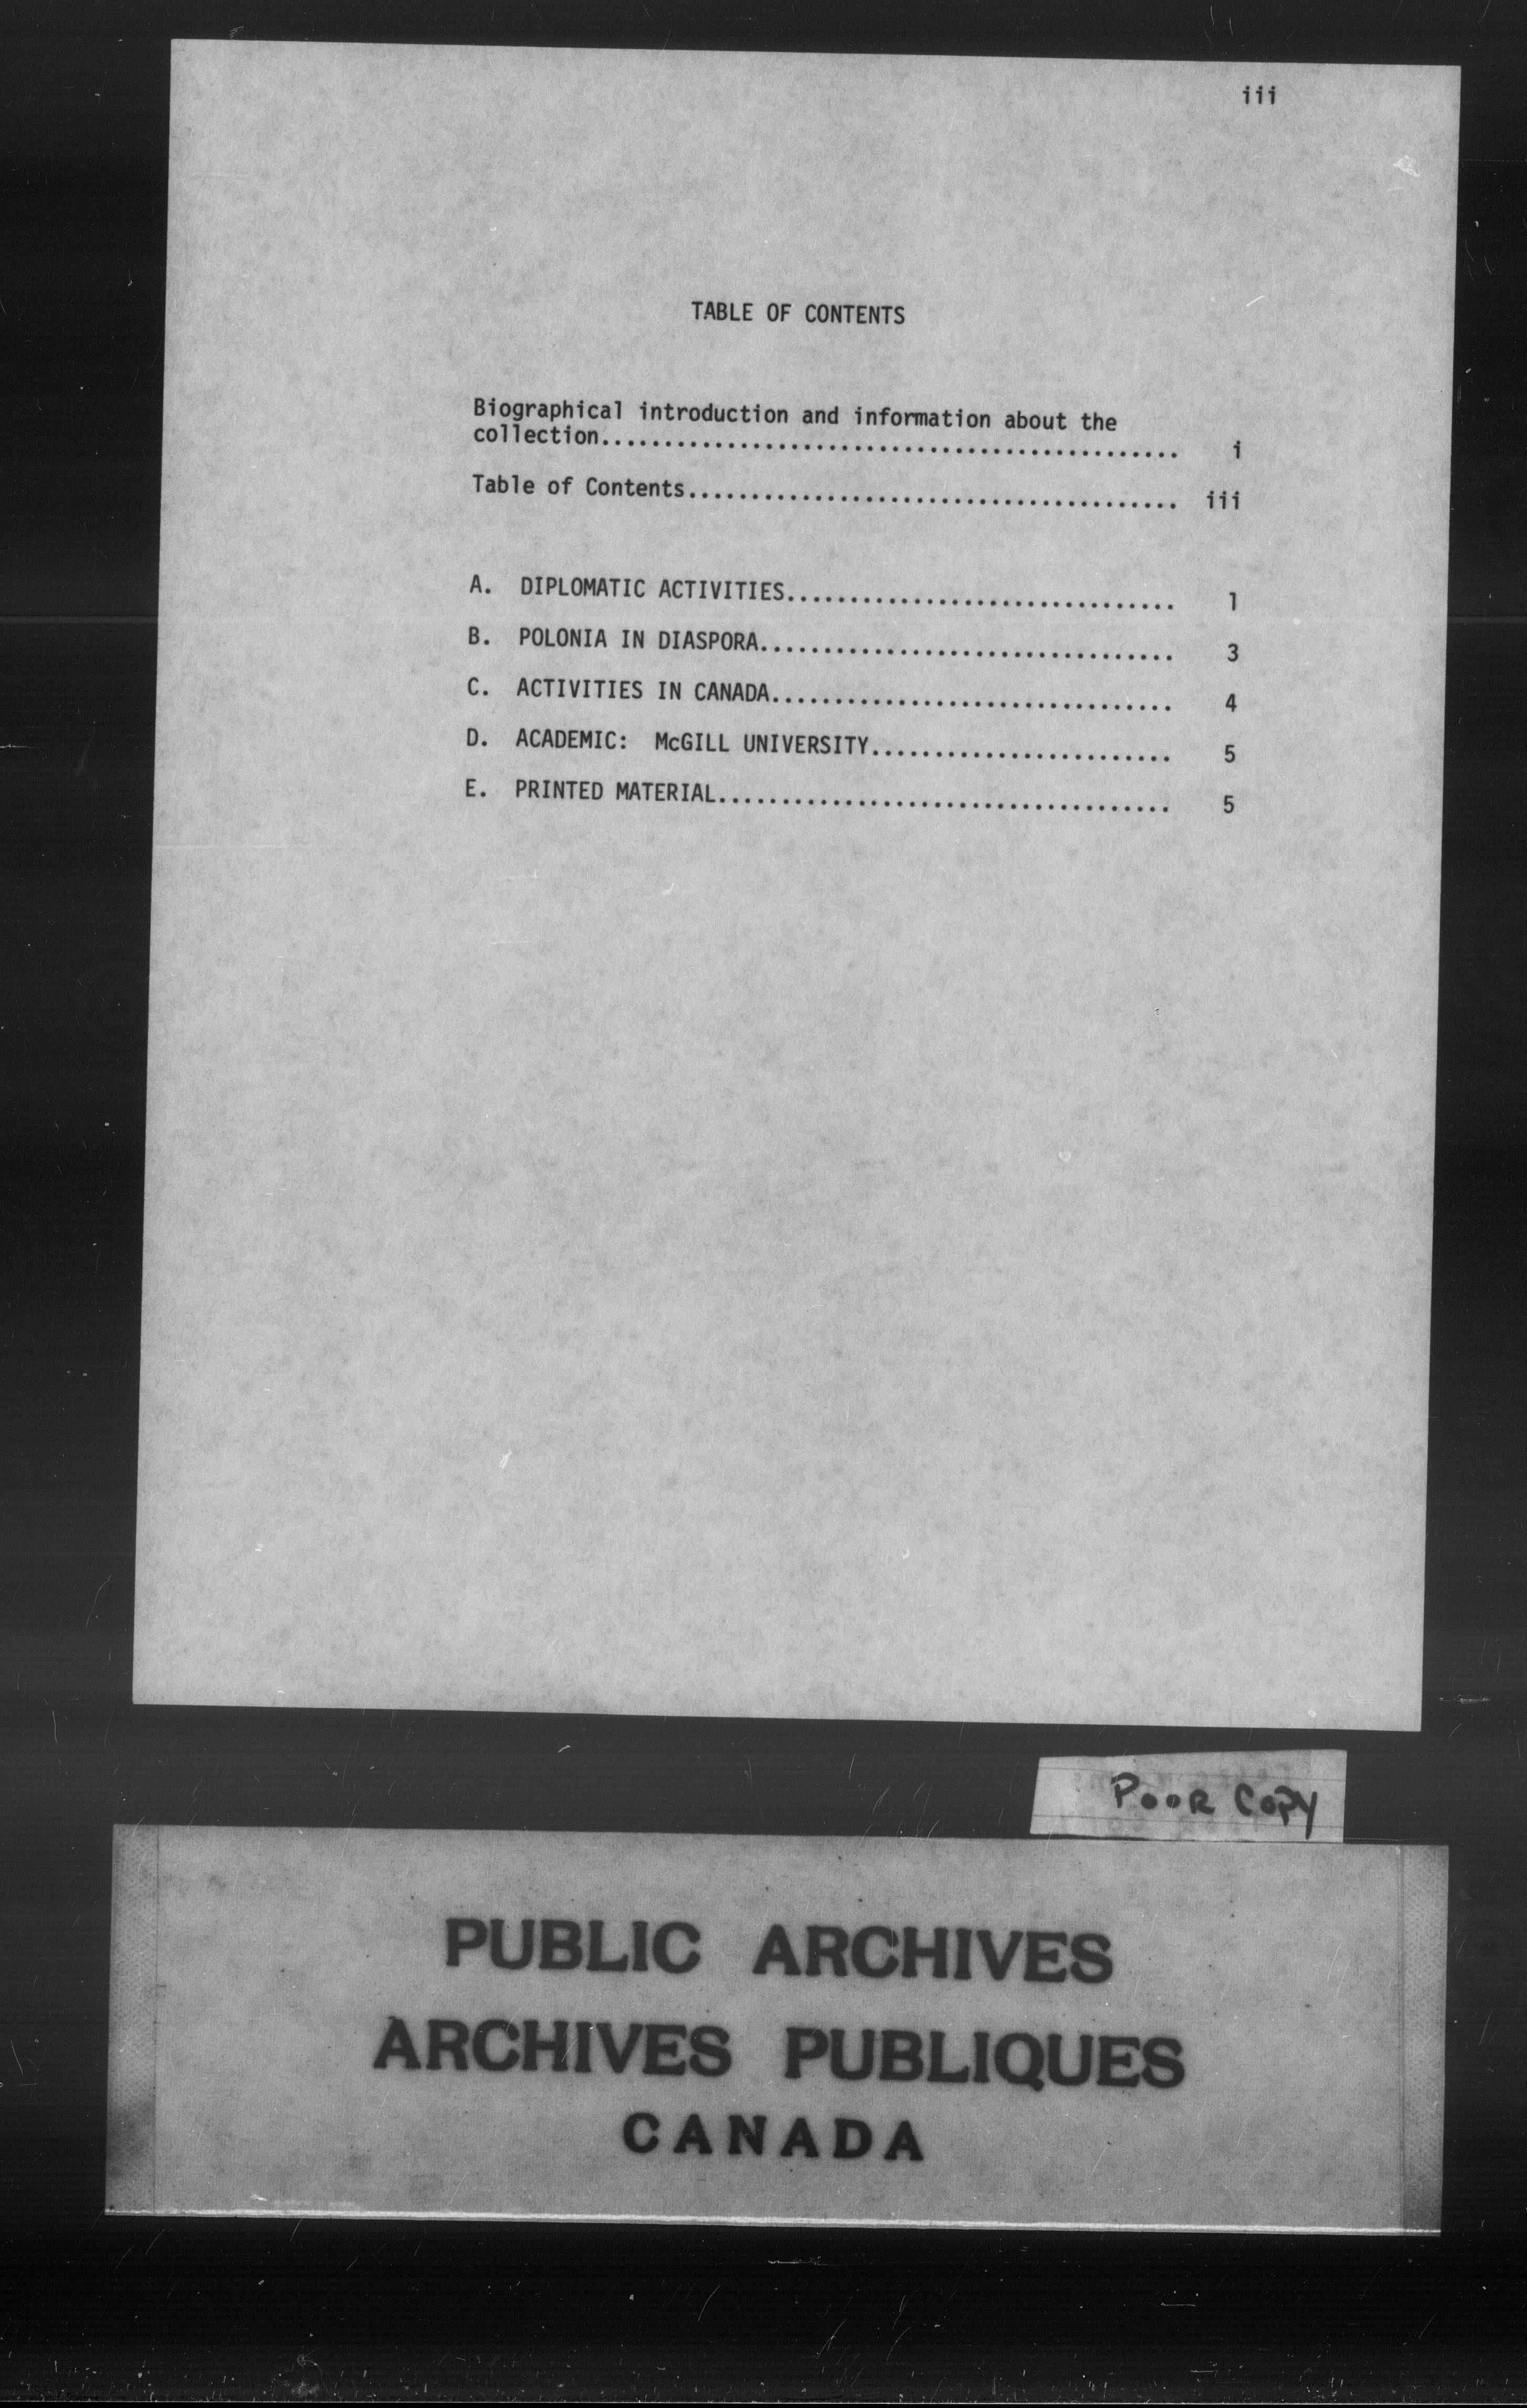 iii
TABLE OF CONTENTS
Biographical introduction and information about the
collection.............................................. i
Table of Contents....................................... iii
A. DIPLOMATIC ACTIVITIES............................... 1
B. POLONIA IN DIASPORA................................. 3
C. ACTIVITIES IN CANADA................................ 4
D. ACADEMIC: McGILL UNIVERSITY........................ 5
E. PRINTED MATERIAL.................................... 5
POOR COPY
PUBLIC ARCHIVES
ARCHIVES PUBLIQUES
CANADA